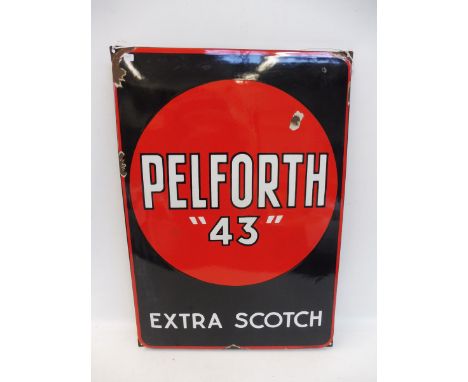 PELFORTH
"43"
EXTRA SCOTCH